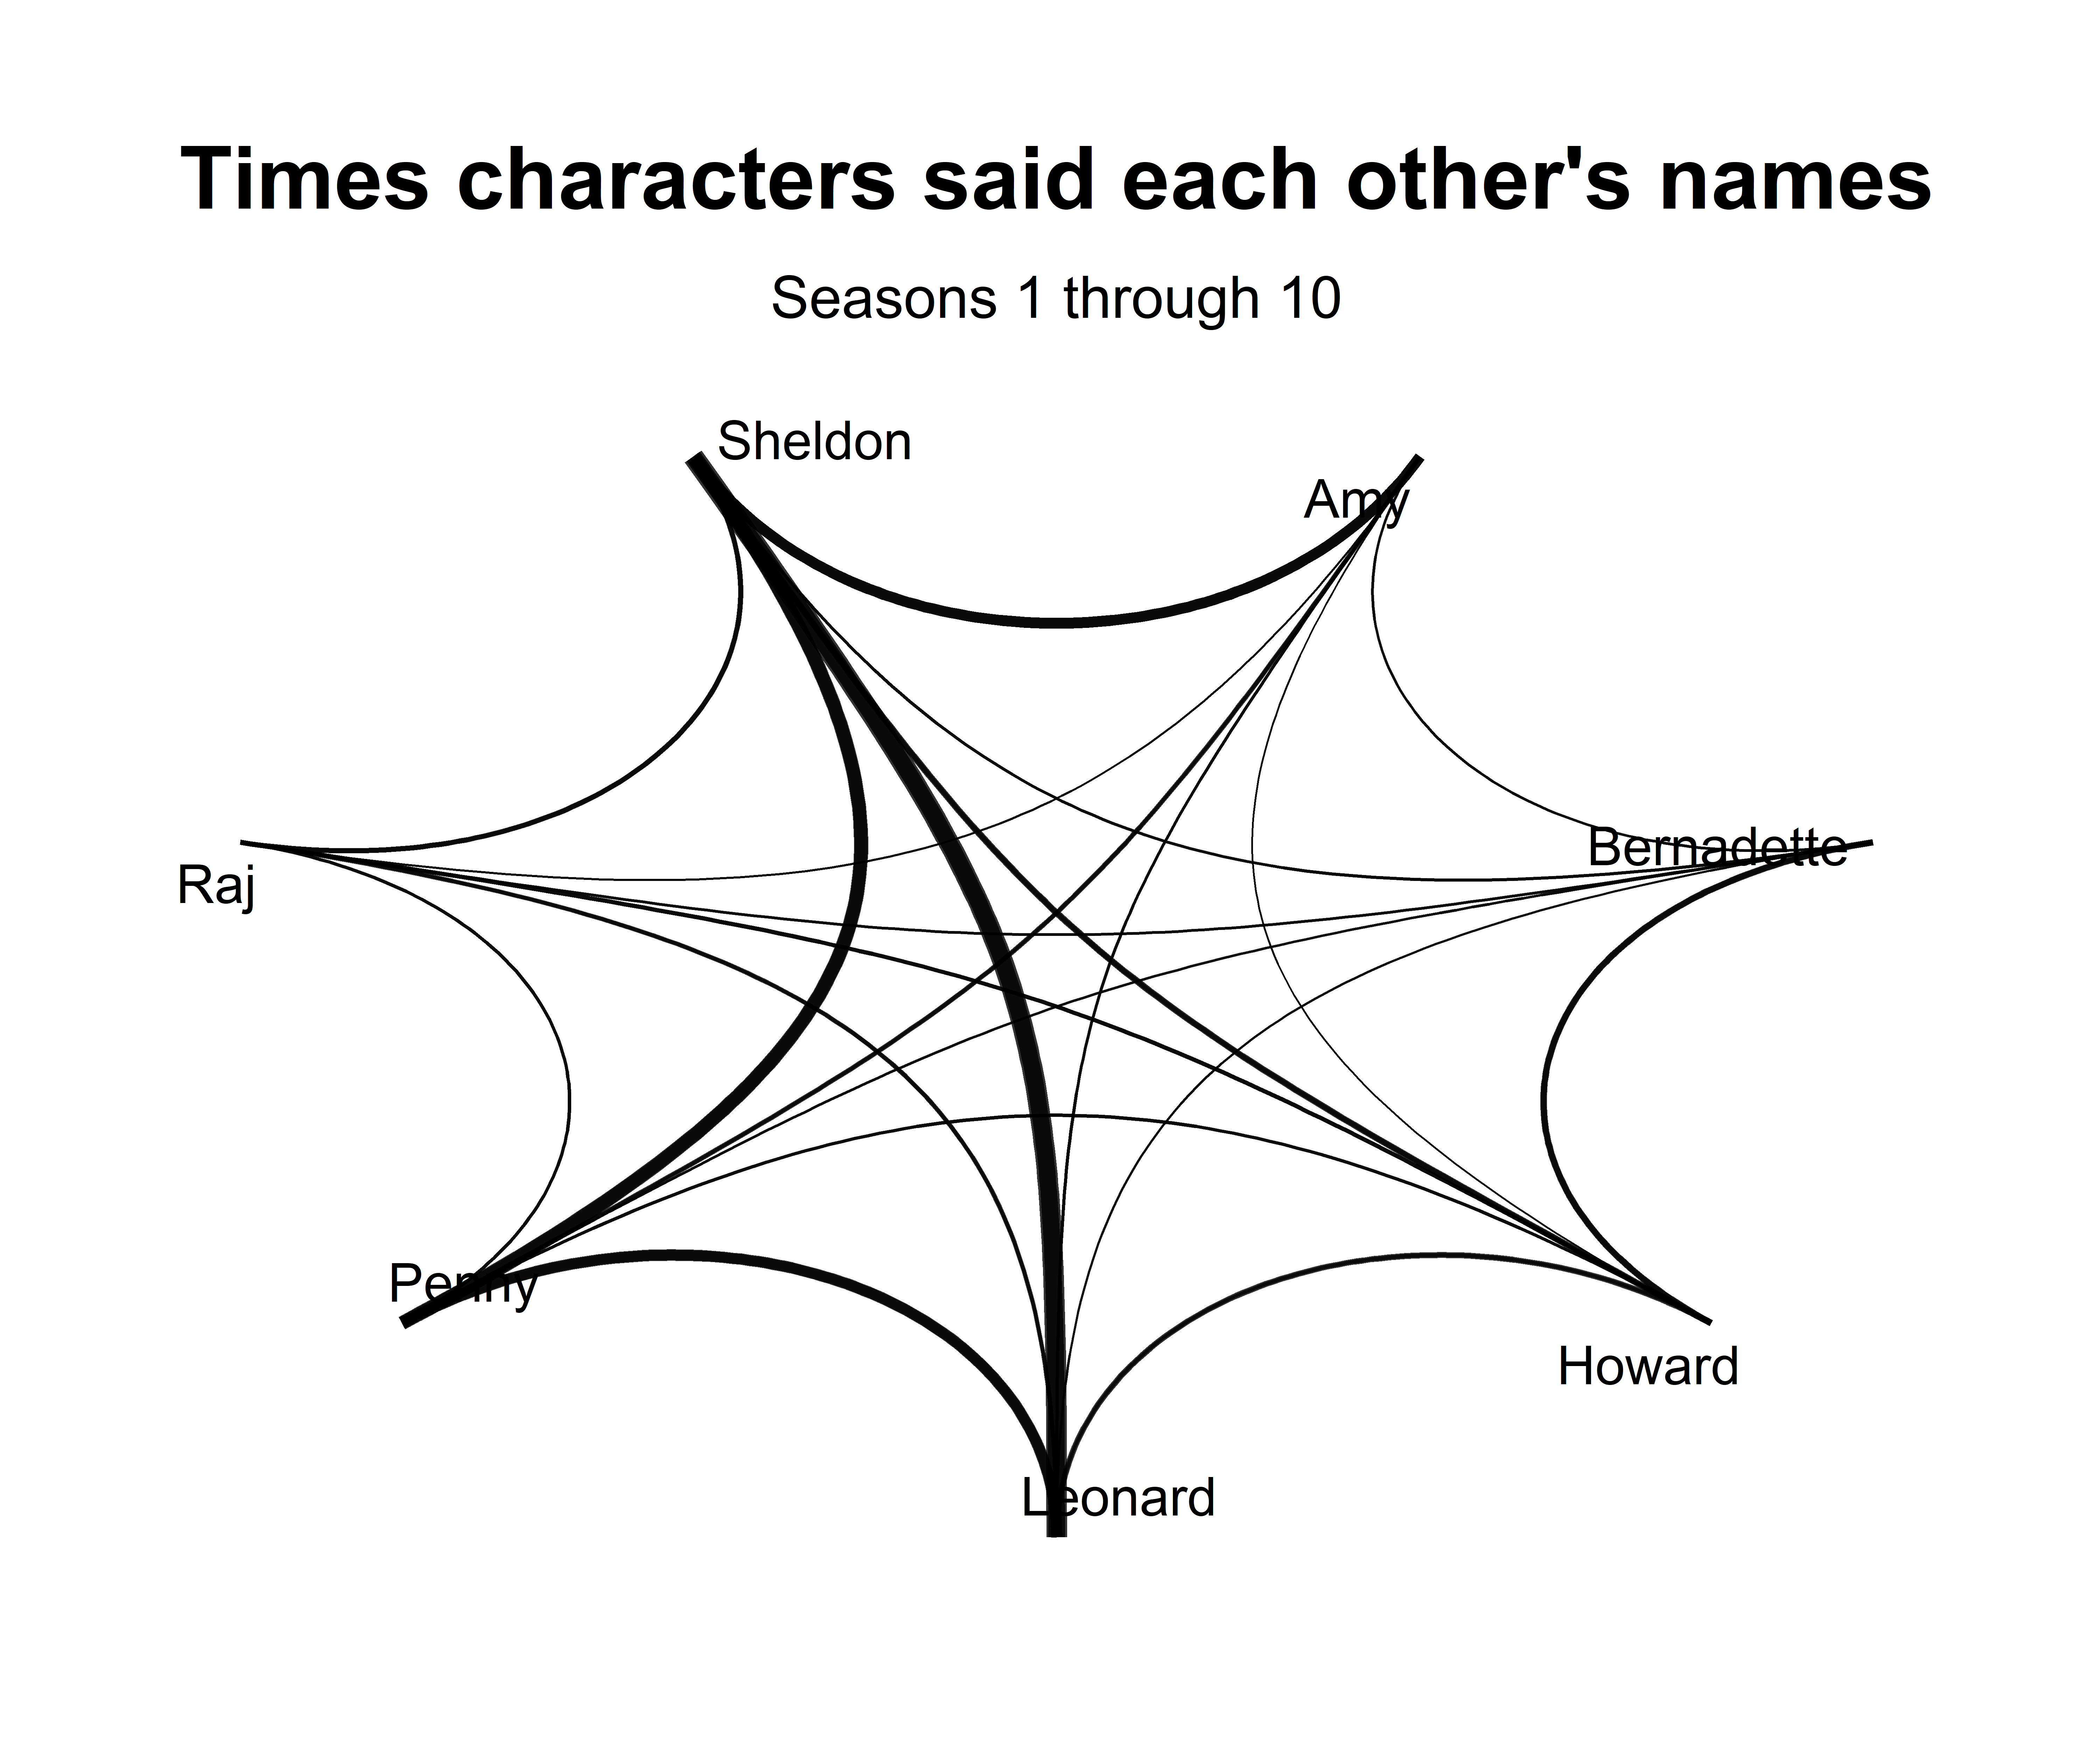 Times characters said each other's names
Seasons 1 through 10
Sheldon
Amy
Bernadette
Raj
Penny
Howard
Leonard